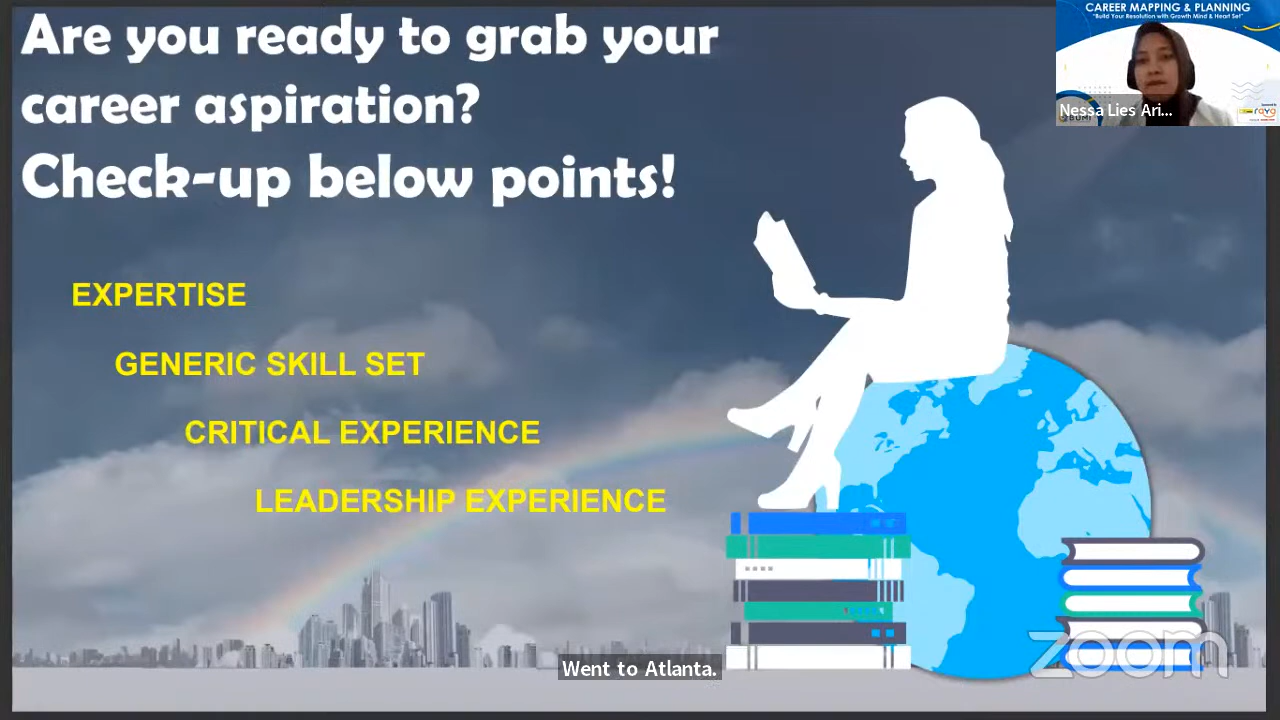 Are you ready to grab your
career aspiration?
Check-up below points!
EXPERTISE
GENERIC SKILL SET
CRITICAL EXPERIENCE
LEADERSHIP EXPERIENCE
CAREER MAPPING & PLANNING
"Build Your Resolution with Growth Mind & Heart Set"
Nessa Lies Ari...
Went to Atlanta.
zoom